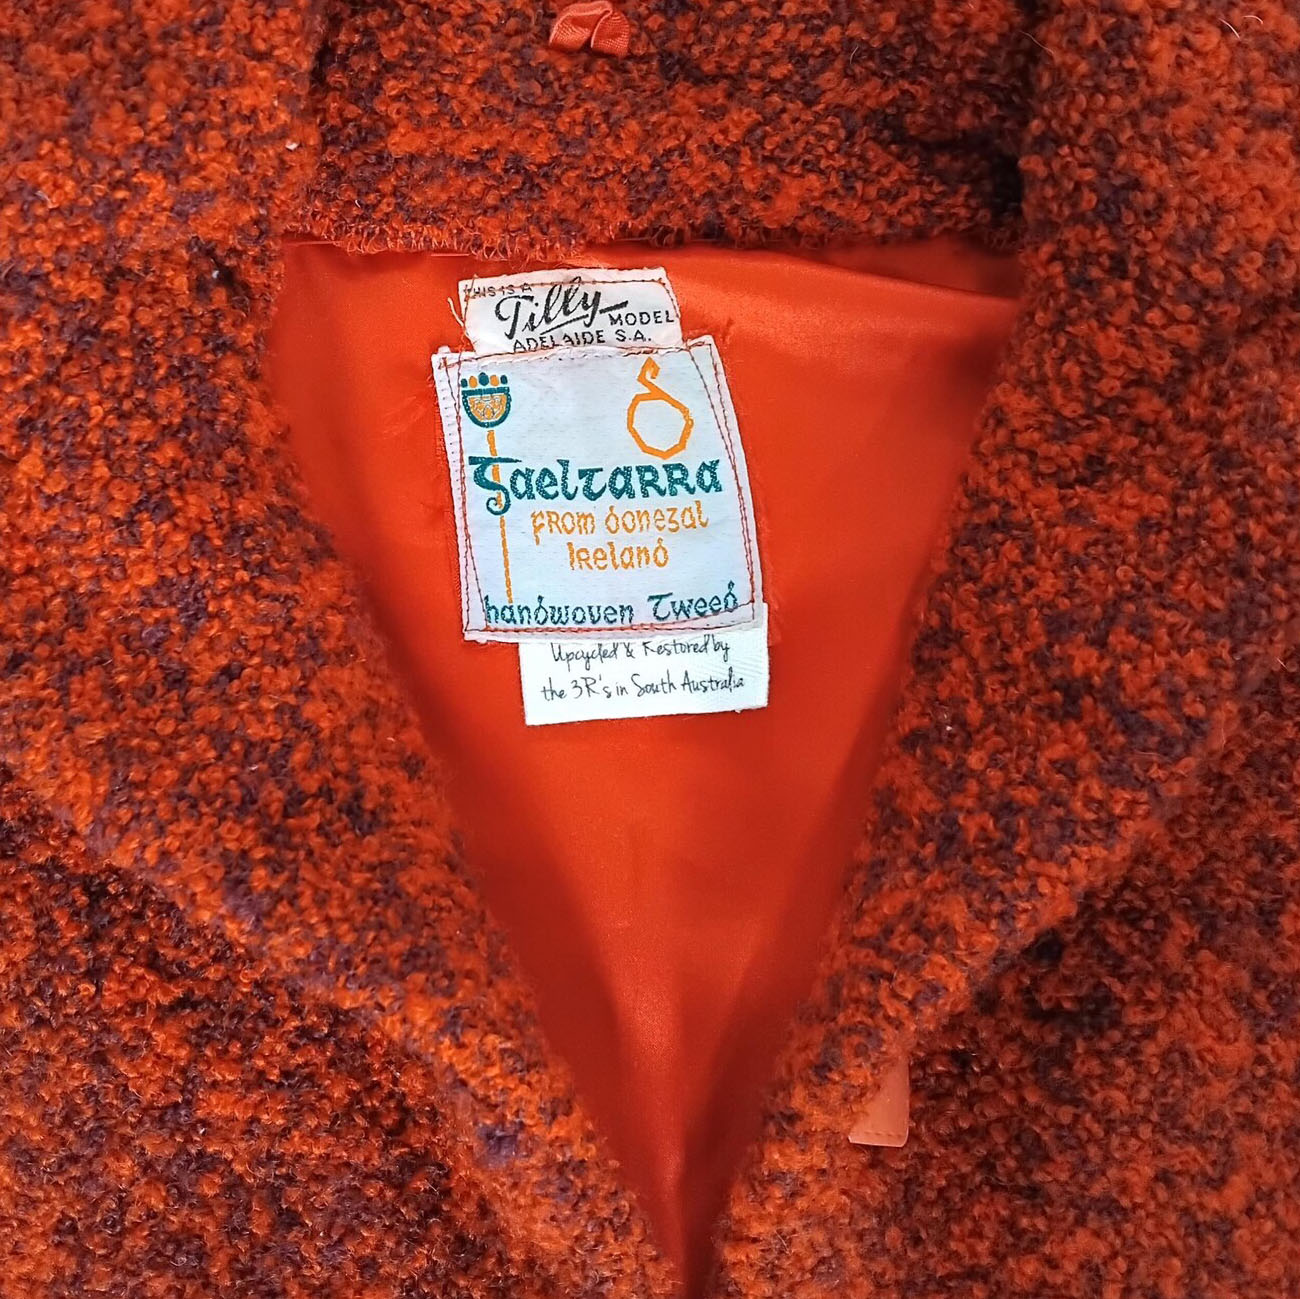 THIS IS A
Tilly MODEL
ADELAIDE S.A.
Gaeltarra
FROM Donegal
Ireland
handwoven Tweed
Upcycled & Restored by
the 3R's in South Australia